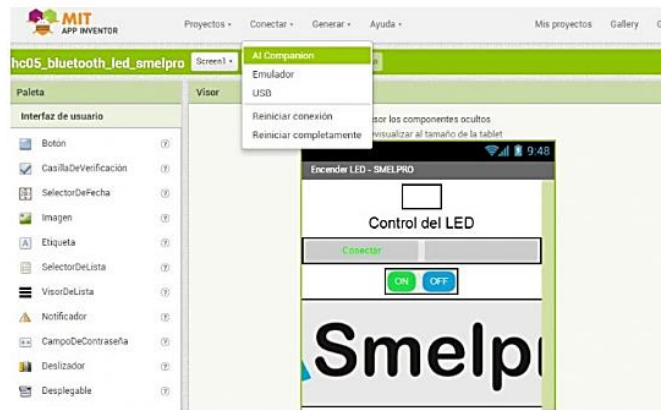 MIT
APP INVENTOR
Proyectos Conectar Generar Ayuda Mis proyectos Gallery
hc05_bluetooth_led_smelpro Screen1
AI Companion
Emulador
USB
Reiniciar conexión
Reiniciar completamente
Paleta Visor
Interfaz de usuario
sor los componentes ocultos
revisualizar al tamaño de la tablet
Botón
CasillaDeVerificación
SelectorDeFecha
Imagen
Etiqueta
SelectorDeLista
VisorDeLista
Notificador
CampoDeContraseña
Deslizador
Desplegable
9:48
Encender LED - SMELPRO
Control del LED
Conectar
ON OFF
Smelp